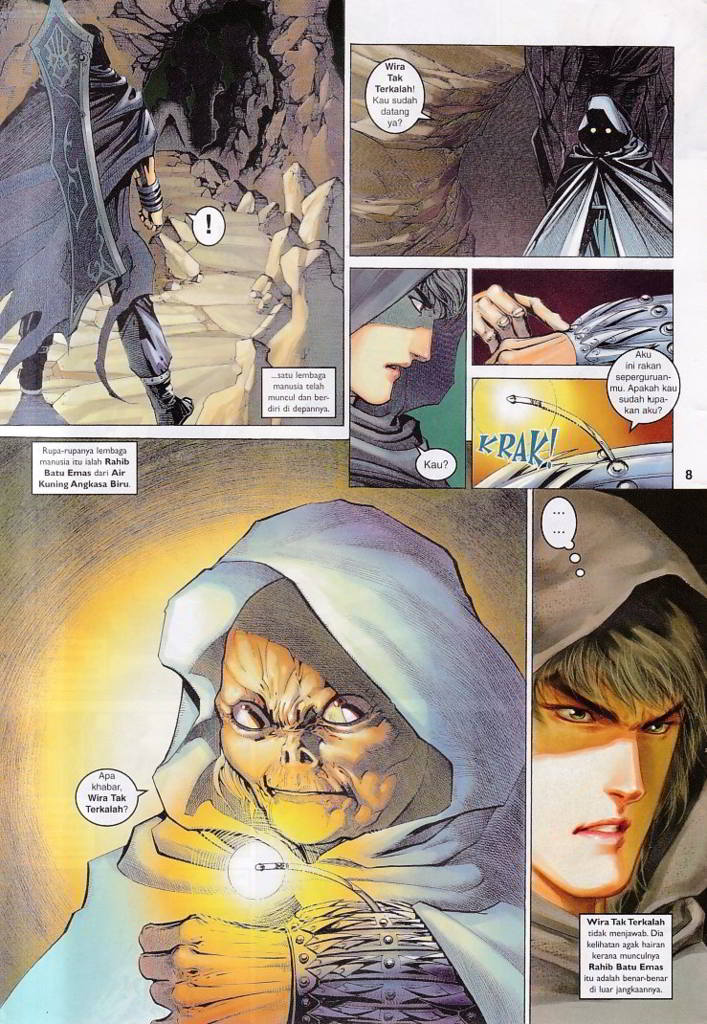 !
...satu lembaga
manusia telah
muncul dan ber-
diri di depannya.
Wira
Tak
Terkalah!
Kau sudah
datang
ya?
Kau?
Aku
ini rakan
seperguruan-
mu. Apakah kau
sudah lupa-
kan aku?
KRAK!
8
Rupa-rupanya lembaga
manusia itu ialah Rahib
Batu Emas dari Air
Kuning Angkasa Biru.
Apa
khabar,
Wira Tak
Terkalah?
...
...
Wira Tak Terkalah
tidak menjawab. Dia
kelihatan agak hairan
kerana munculnya
Rahib Batu Emas
itu adalah benar-benar
di luar jangkaannya.